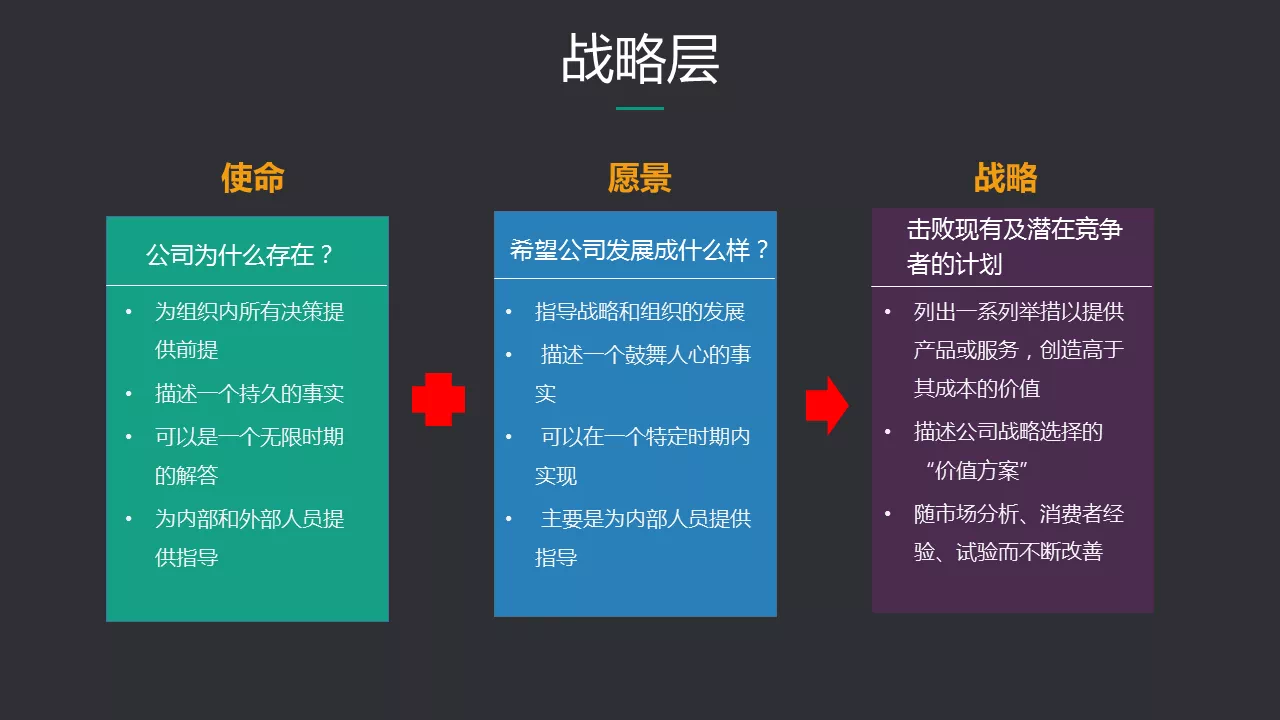 战略层
使命
公司为什么存在？
• 为组织内所有决策提
供前提
• 描述一个持久的事实
• 可以是一个无限时期
的解答
• 为内部和外部人员提
供指导
愿景
希望公司发展成什么样？
• 指导战略和组织的发展
• 描述一个鼓舞人心的事
实
• 可以在一个特定时期内
实现
• 主要是为内部人员提供
指导
战略
击败现有及潜在竞争
者的计划
• 列出一系列举措以提供
产品或服务，创造高于
其成本的价值
• 描述公司战略选择的
“价值方案”
• 随市场分析、消费者经
验、试验而不断改善